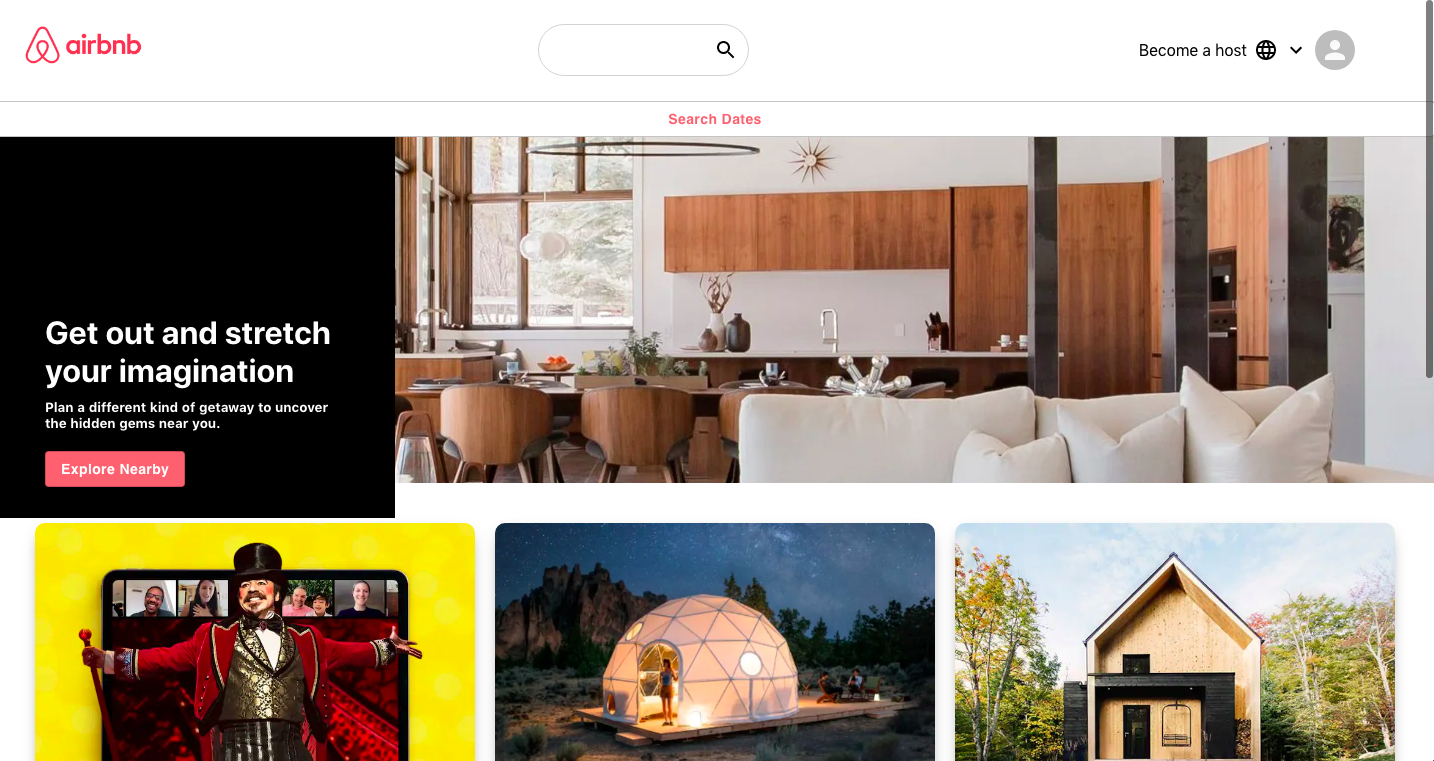 airbnb
Become a host
Search Dates
Get out and stretch
your imagination
Plan a different kind of getaway to uncover
the hidden gems near you.
Explore Nearby